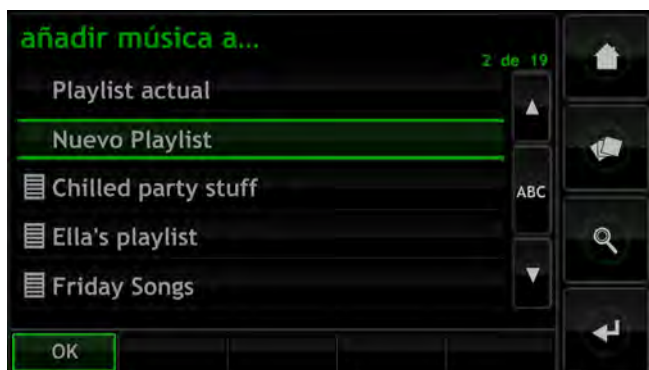 añadir música a...
2 de 19
Playlist actual
Nuevo Playlist
Chilled party stuff
ABC
Ella's playlist
Friday Songs
OK